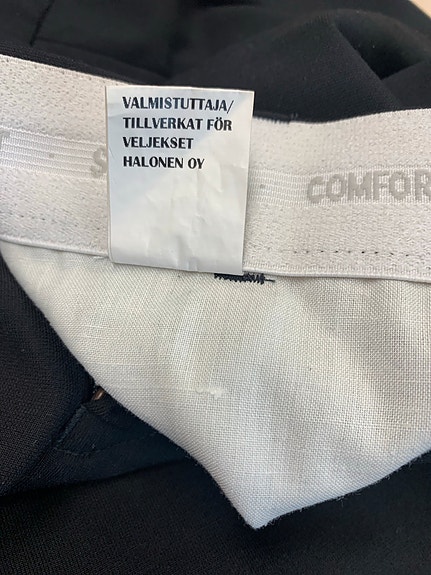 VALMISTUTTAJA/
TILLVERKAT FÖR
VELJEKSET
HALONEN OY
COMFOR